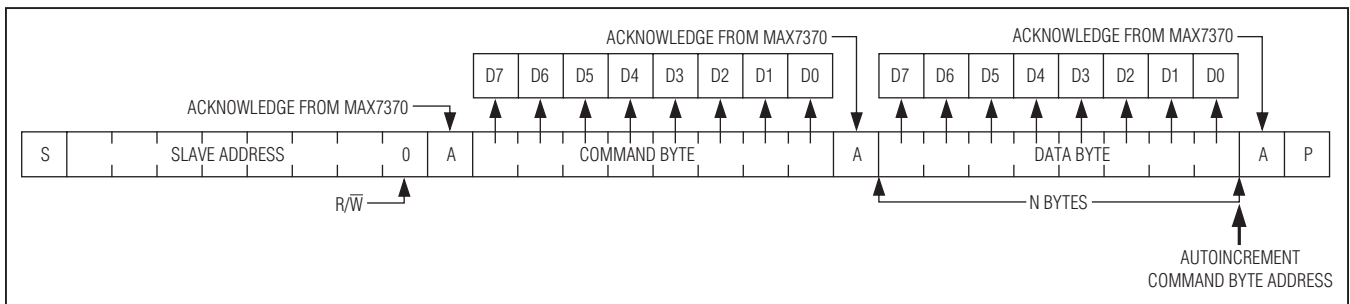 ACKNOWLEDGE FROM MAX7370
ACKNOWLEDGE FROM MAX7370
D7 D6 D5 D4 D3 D2 D1 D0
D7 D6 D5 D4 D3 D2 D1 D0
ACKNOWLEDGE FROM MAX7370
S SLAVE ADDRESS 0 A COMMAND BYTE A DATA BYTE A P
R/W̅
N BYTES
AUTOINCREMENT
COMMAND BYTE ADDRESS